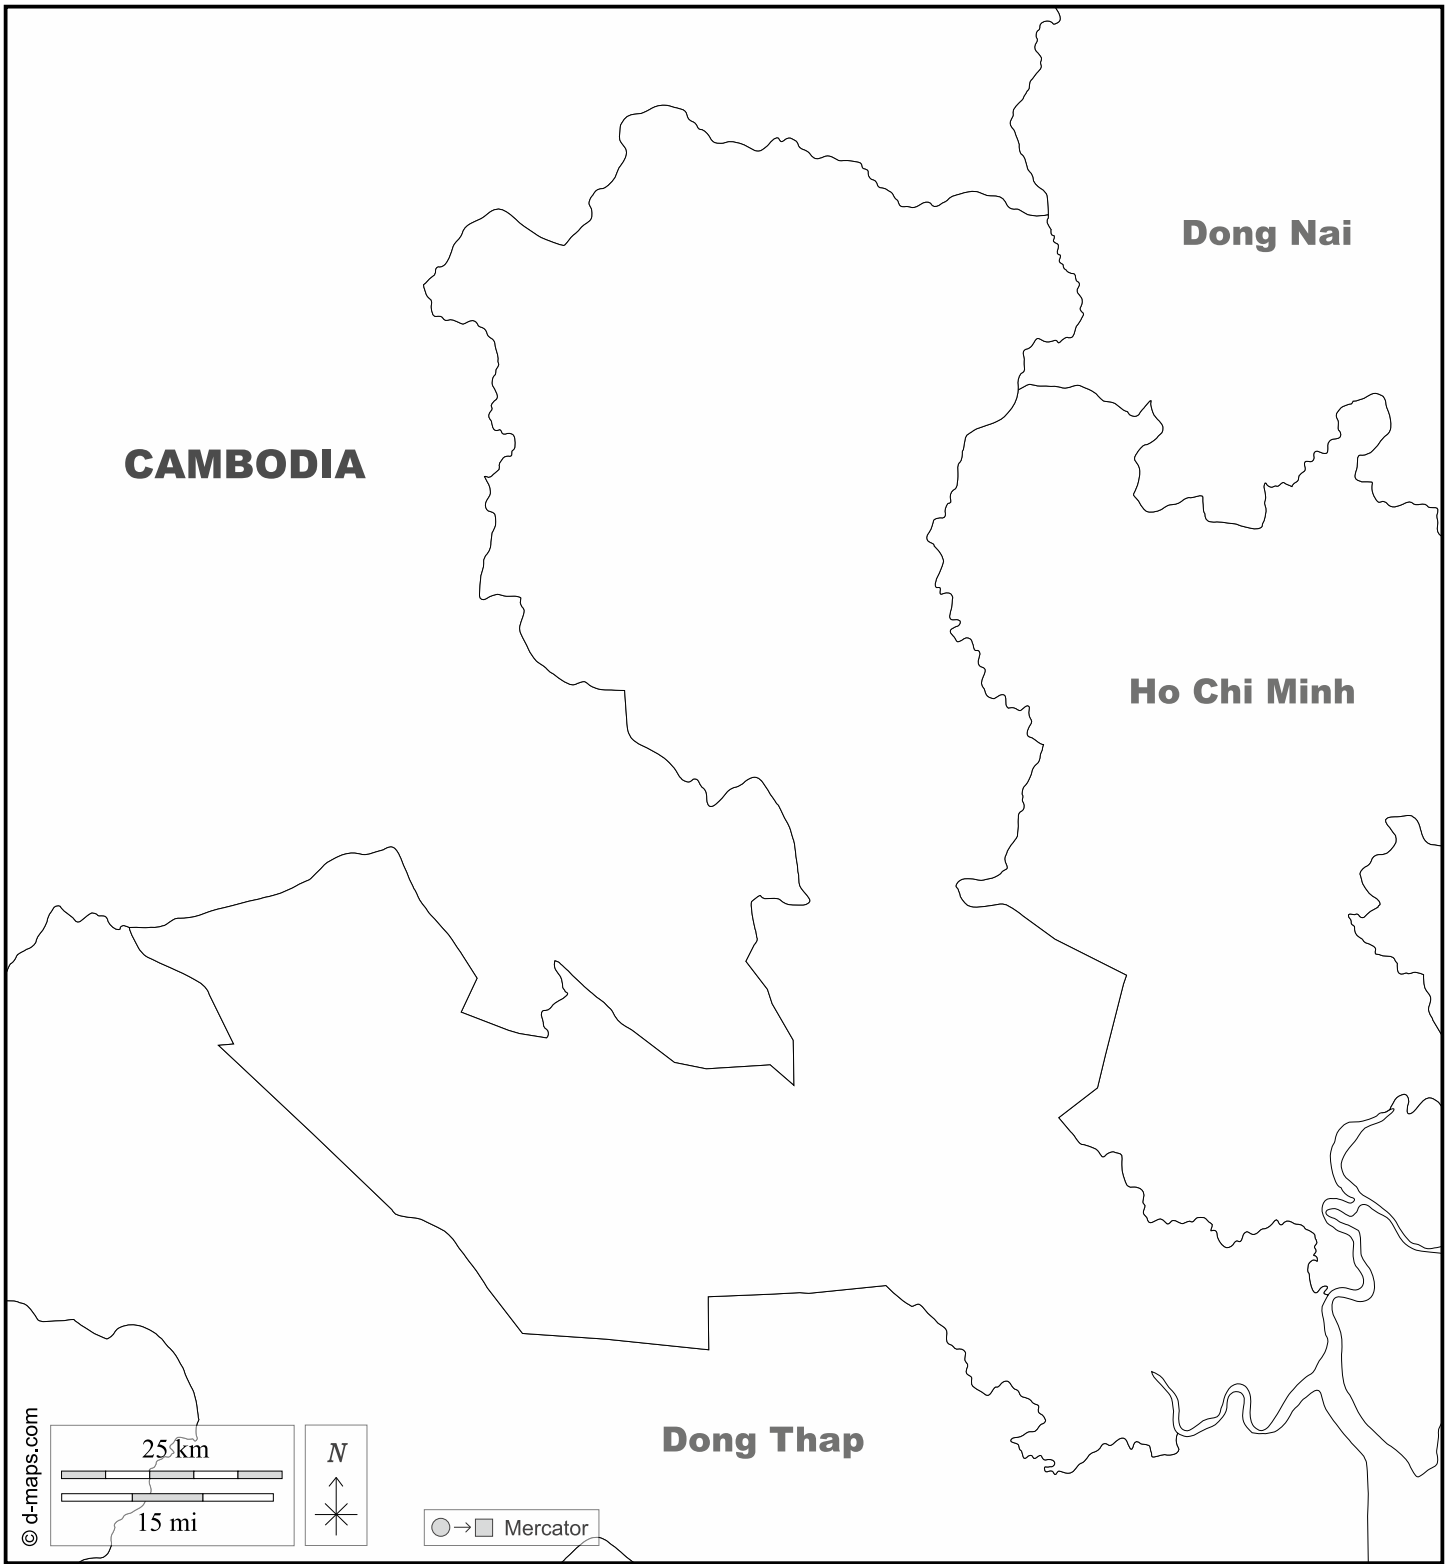 Dong Nai
CAMBODIA
Ho Chi Minh
Dong Thap
© d-maps.com
25 km
15 mi
N
Mercator